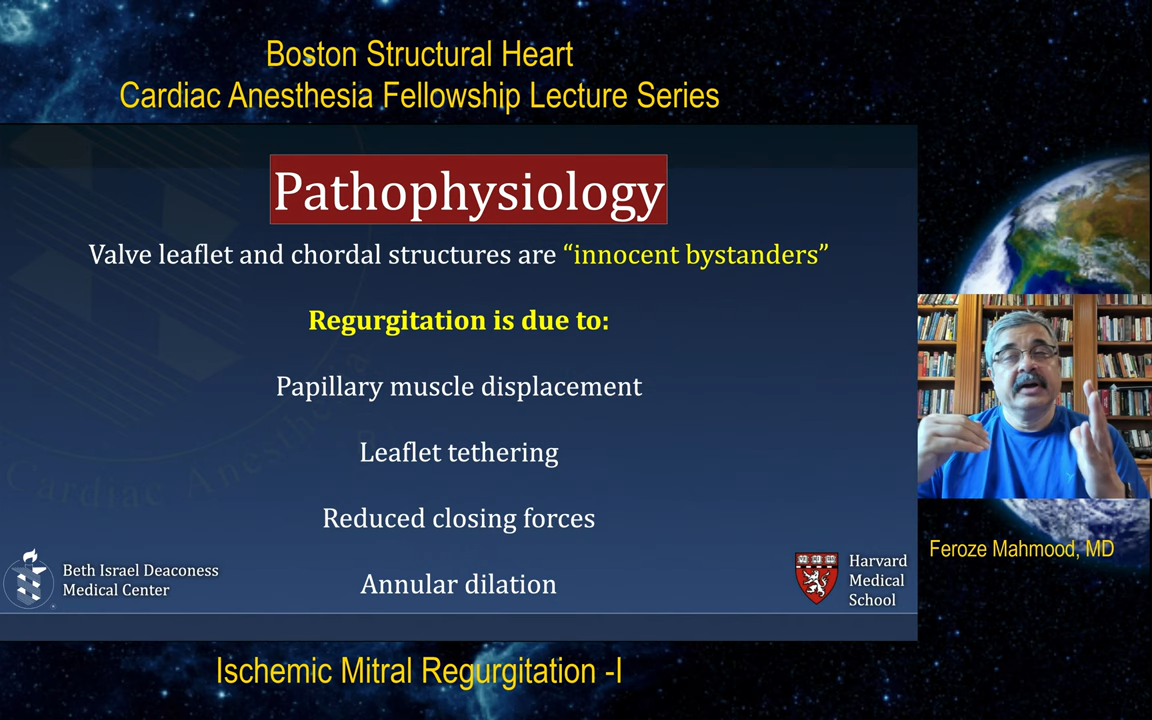 Boston Structural Heart
Cardiac Anesthesia Fellowship Lecture Series
Pathophysiology
Valve leaflet and chordal structures are “innocent bystanders”
Regurgitation is due to:
Papillary muscle displacement
Leaflet tethering
Reduced closing forces
Annular dilation
Cardiac Anesthesia
Beth Israel Deaconess
Medical Center
Harvard
Medical
School
Feroze Mahmood, MD
Ischemic Mitral Regurgitation -I